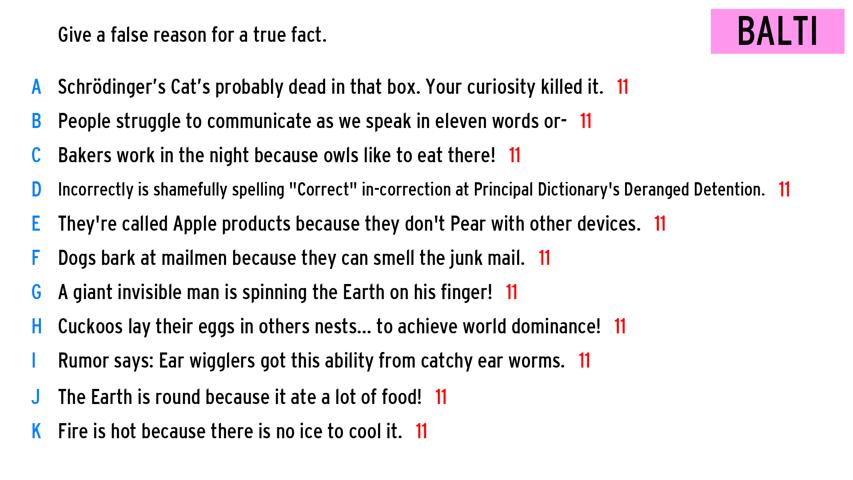 Give a false reason for a true fact.
BALTI
A Schrödinger's Cat's probably dead in that box. Your curiosity killed it. 11
B People struggle to communicate as we speak in eleven words or- 11
C Bakers work in the night because owls like to eat there! 11
D Incorrectly is shamefully spelling "Correct" in-correction at Principal Dictionary's Deranged Detention. 11
E They're called Apple products because they don't Pear with other devices. 11
F Dogs bark at mailmen because they can smell the junk mail. 11
G A giant invisible man is spinning the Earth on his finger! 11
H Cuckoos lay their eggs in others nests... to achieve world dominance! 11
I Rumor says: Ear wigglers got this ability from catchy ear worms. 11
J The Earth is round because it ate a lot of food! 11
K Fire is hot because there is no ice to cool it. 11